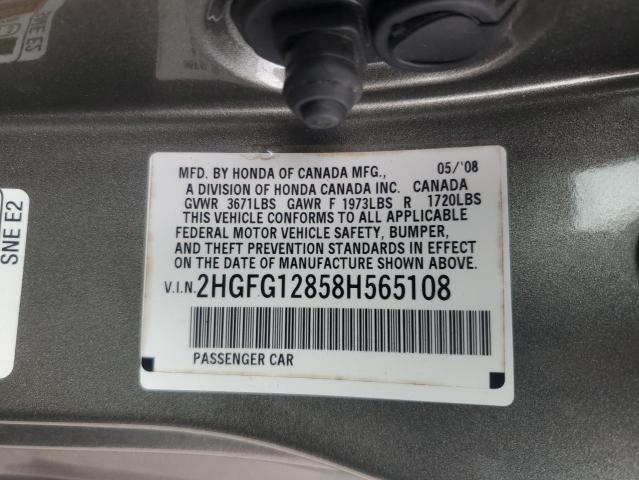 MFD. BY HONDA OF CANADA MFG., 05/'08
A DIVISION OF HONDA CANADA INC. CANADA
GVWR 3671LBS GAWR F 1973LBS R 1720LBS
THIS VEHICLE CONFORMS TO ALL APPLICABLE
FEDERAL MOTOR VEHICLE SAFETY, BUMPER,
AND THEFT PREVENTION STANDARDS IN EFFECT
ON THE DATE OF MANUFACTURE SHOWN ABOVE.
V.I.N. 2HGFG12858H565108
PASSENGER CAR
SNE E2
SNE ES